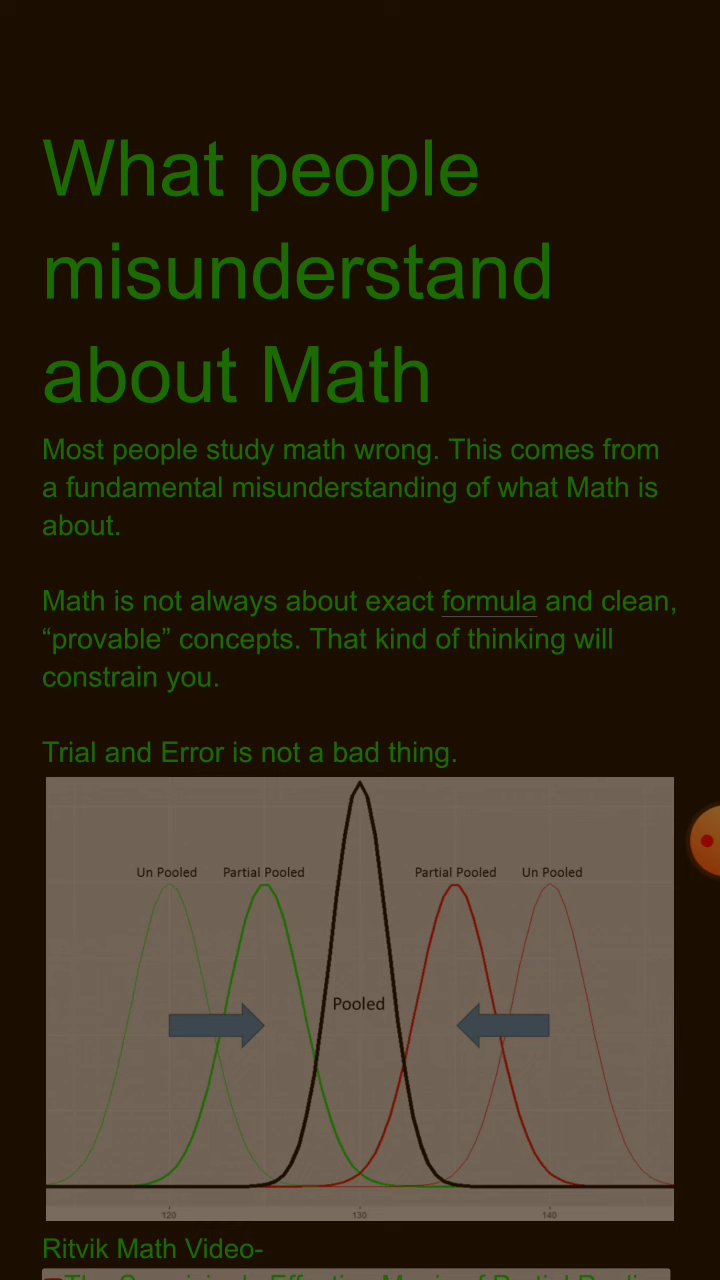 What people
misunderstand
about Math
Most people study math wrong. This comes from
a fundamental misunderstanding of what Math is
about.
Math is not always about exact formula and clean,
“provable” concepts. That kind of thinking will
constrain you.
Trial and Error is not a bad thing.
Un Pooled Partial Pooled Partial Pooled Un Pooled
Pooled
120 130 140
Ritvik Math Video-